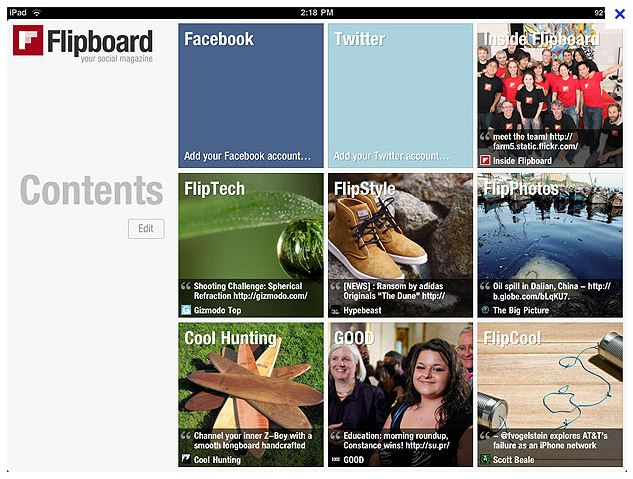 iPad
2:18 PM
92
Flipboard
your social magazine
Contents
Edit
Facebook
Add your Facebook account…
Twitter
Add your Twitter account…
Inside Flipboard
meet the team! http://
farm5.static.flickr.com/
Inside Flipboard
FlipTech
Shooting Challenge: Spherical
Refraction http://gizmodo.com/
Gizmodo Top
FlipStyle
[NEWS] : Ransom by adidas
Originals "The Dune" http://
Hypebeast
FlipPhotos
Oil spill in Dalian, China – http://
b.globe.com/bLqKU7.
The Big Picture
Cool Hunting
Channel your inner Z-Boy with a
smooth longboard handcrafted
Cool Hunting
GOOD
Education: morning roundup,
Constance wins! http://su.pr/
GOOD
FlipCool
– @fvogelstein explores AT&T's
failure as an iPhone network
Scott Beale